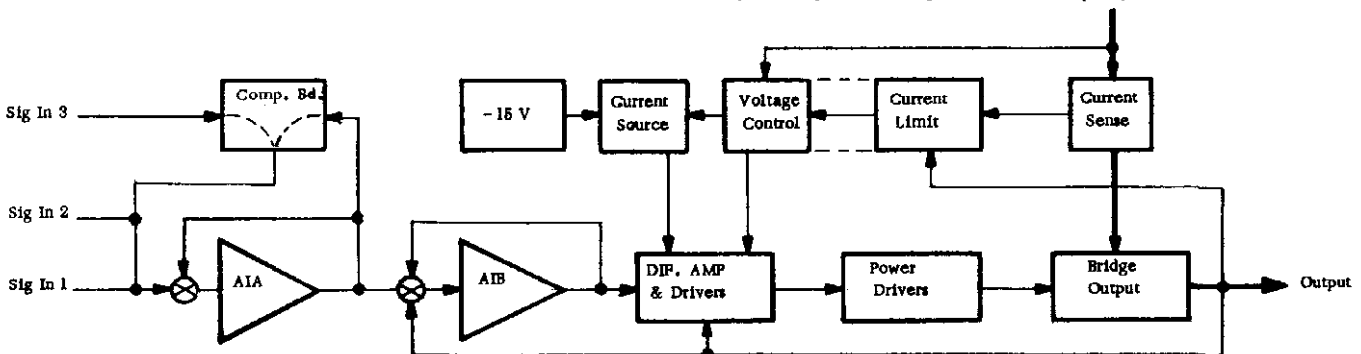 Sig In 3
Comp. Bd.
- 15 V
Current
Source
Voltage
Control
Current
Limit
Current
Sense
Sig In 2
Sig In 1
AIA
AIB
DIF. AMP
& Drivers
Power
Drivers
Bridge
Output
Output